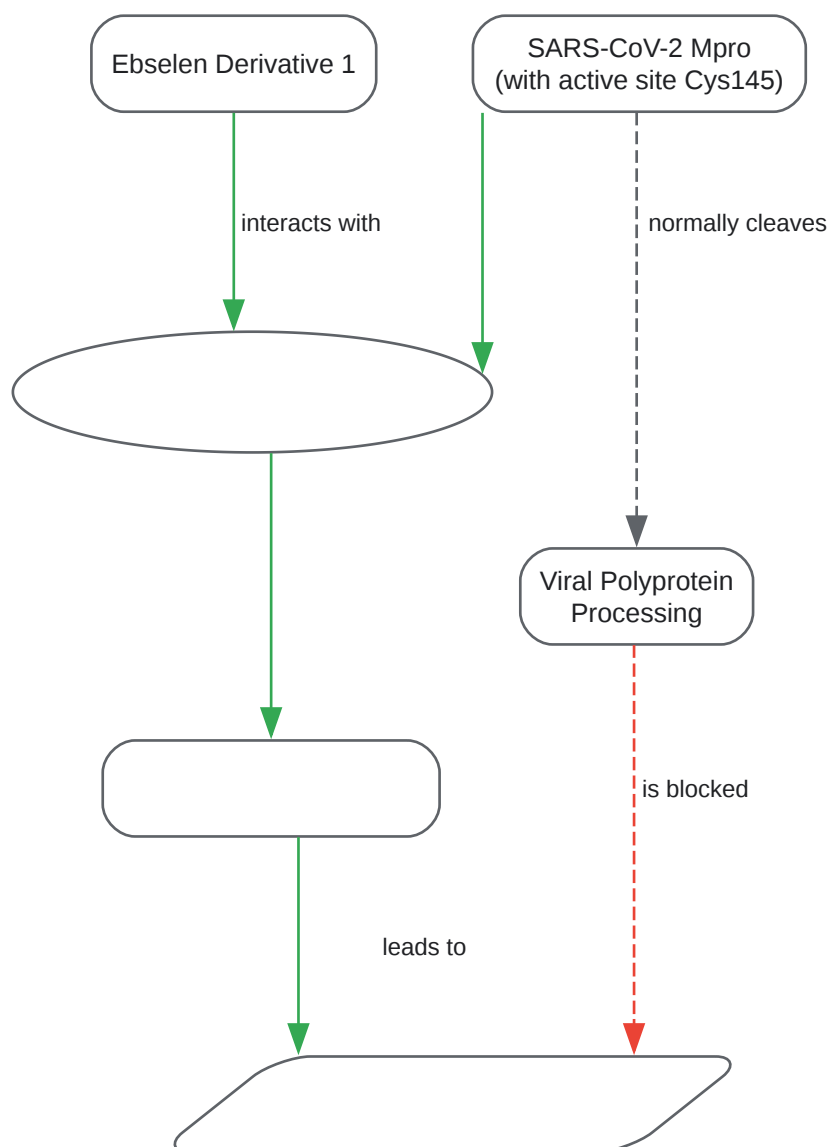 Ebselen Derivative 1
SARS-CoV-2 Mpro
(with active site Cys145)
interacts with
normally cleaves
Viral Polyprotein
Processing
is blocked
leads to